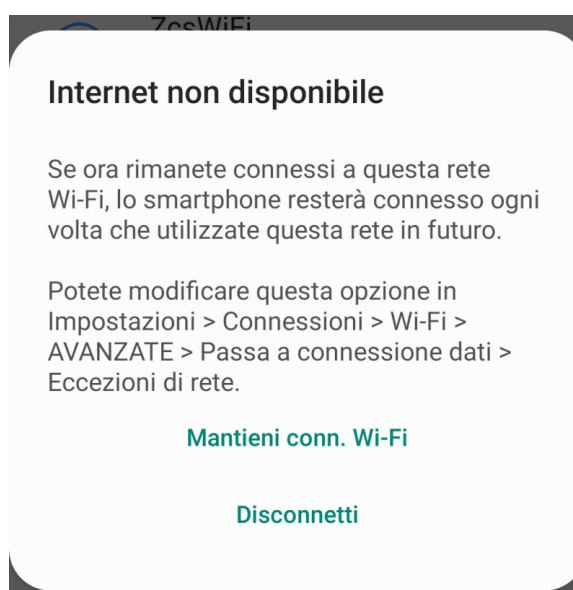 ZcsWiFi
Internet non disponibile
Se ora rimanete connessi a questa rete
Wi-Fi, lo smartphone resterà connesso ogni
volta che utilizzate questa rete in futuro.
Potete modificare questa opzione in
Impostazioni > Connessioni > Wi-Fi >
AVANZATE > Passa a connessione dati >
Eccezioni di rete.
Mantieni conn. Wi-Fi
Disconnetti